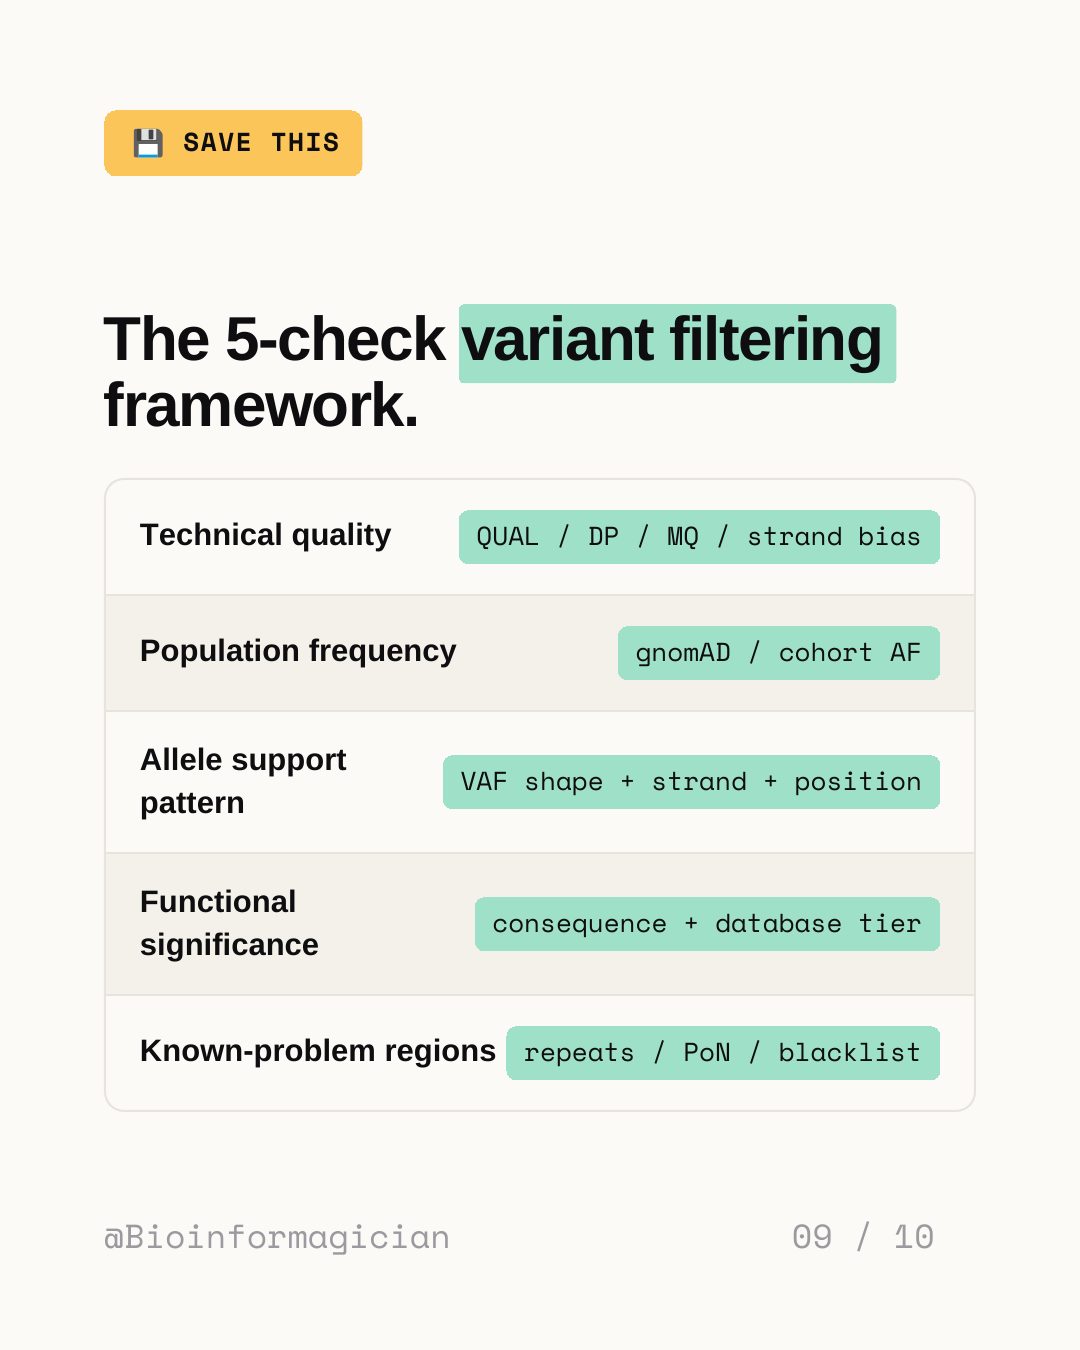 💾 SAVE THIS
The 5-check variant filtering
framework.
Technical quality QUAL / DP / MQ / strand bias
Population frequency gnomAD / cohort AF
Allele support
pattern
VAF shape + strand + position
Functional
significance
consequence + database tier
Known-problem regions repeats / PoN / blacklist
@Bioinformagician 09 / 10